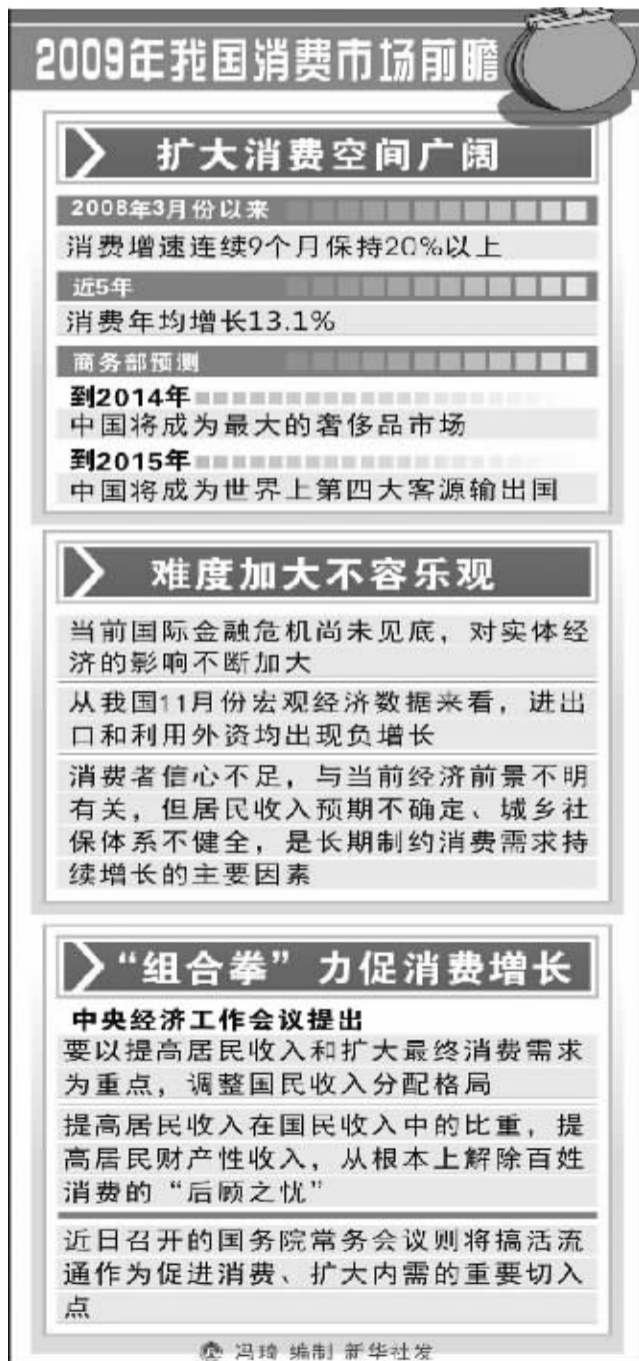 2009年我国消费市场前瞻
扩大消费空间广阔
2008年3月份以来
消费增速连续9个月保持20%以上
近5年
消费年均增长13.1%
商务部预测
到2014年
中国将成为最大的奢侈品市场
到2015年
中国将成为世界上第四大客源输出国
难度加大不容乐观
当前国际金融危机尚未见底，对实体经
济的影响不断加大
从我国11月份宏观经济数据来看，进出
口和利用外资均出现负增长
消费者信心不足，与当前经济前景不明
有关，但居民收入预期不确定、城乡社
保体系不健全，是长期制约消费需求持
续增长的主要因素
“组合拳”力促消费增长
中央经济工作会议提出
要以提高居民收入和扩大最终消费需求
为重点，调整国民收入分配格局
提高居民收入在国民收入中的比重，提
高居民财产性收入，从根本上解除百姓
消费的“后顾之忧”
近日召开的国务院常务会议则将搞活流
通作为促进消费、扩大内需的重要切入
点
冯琦 编制 新华社发